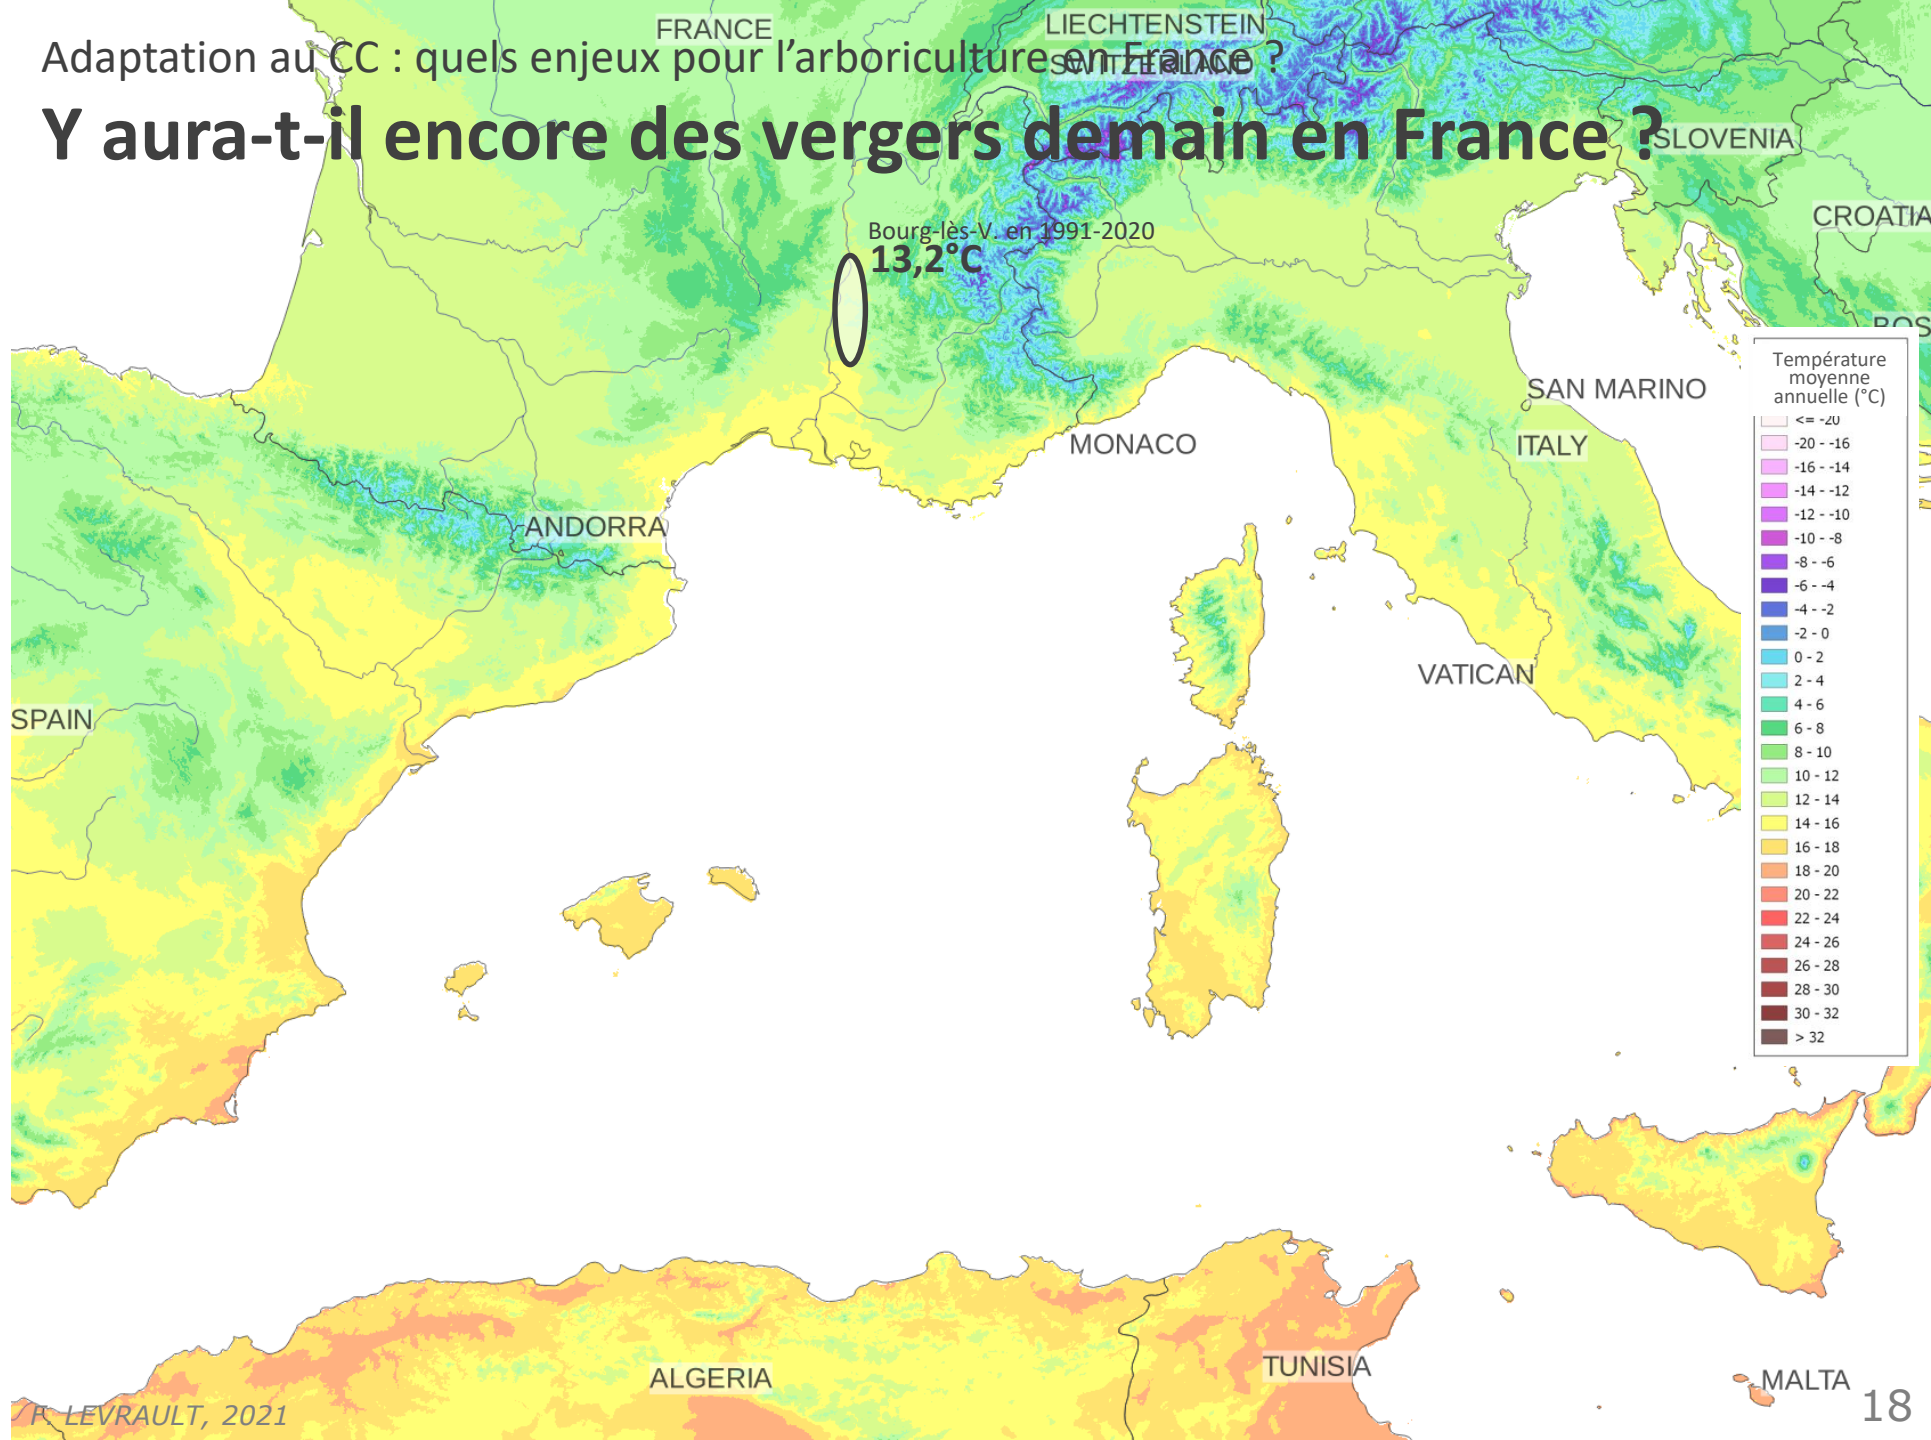 FRANCE
LIECHTENSTEIN
Adaptation au CC : quels enjeux pour l’arboriculture en France ?
SWITZERLAND
Y aura-t-il encore des vergers demain en France ?
SLOVENIA
CROATIA
Bourg-lès-V. en 1991-2020
13,2°C
BOS
SAN MARINO
ITALY
MONACO
ANDORRA
VATICAN
SPAIN
Température
moyenne
annuelle (°C)
<= -20
-20 - -16
-16 - -14
-14 - -12
-12 - -10
-10 - -8
-8 - -6
-6 - -4
-4 - -2
-2 - 0
0 - 2
2 - 4
4 - 6
6 - 8
8 - 10
10 - 12
12 - 14
14 - 16
16 - 18
18 - 20
20 - 22
22 - 24
24 - 26
26 - 28
28 - 30
30 - 32
> 32
ALGERIA
TUNISIA
MALTA
F. LEVRAULT, 2021
18